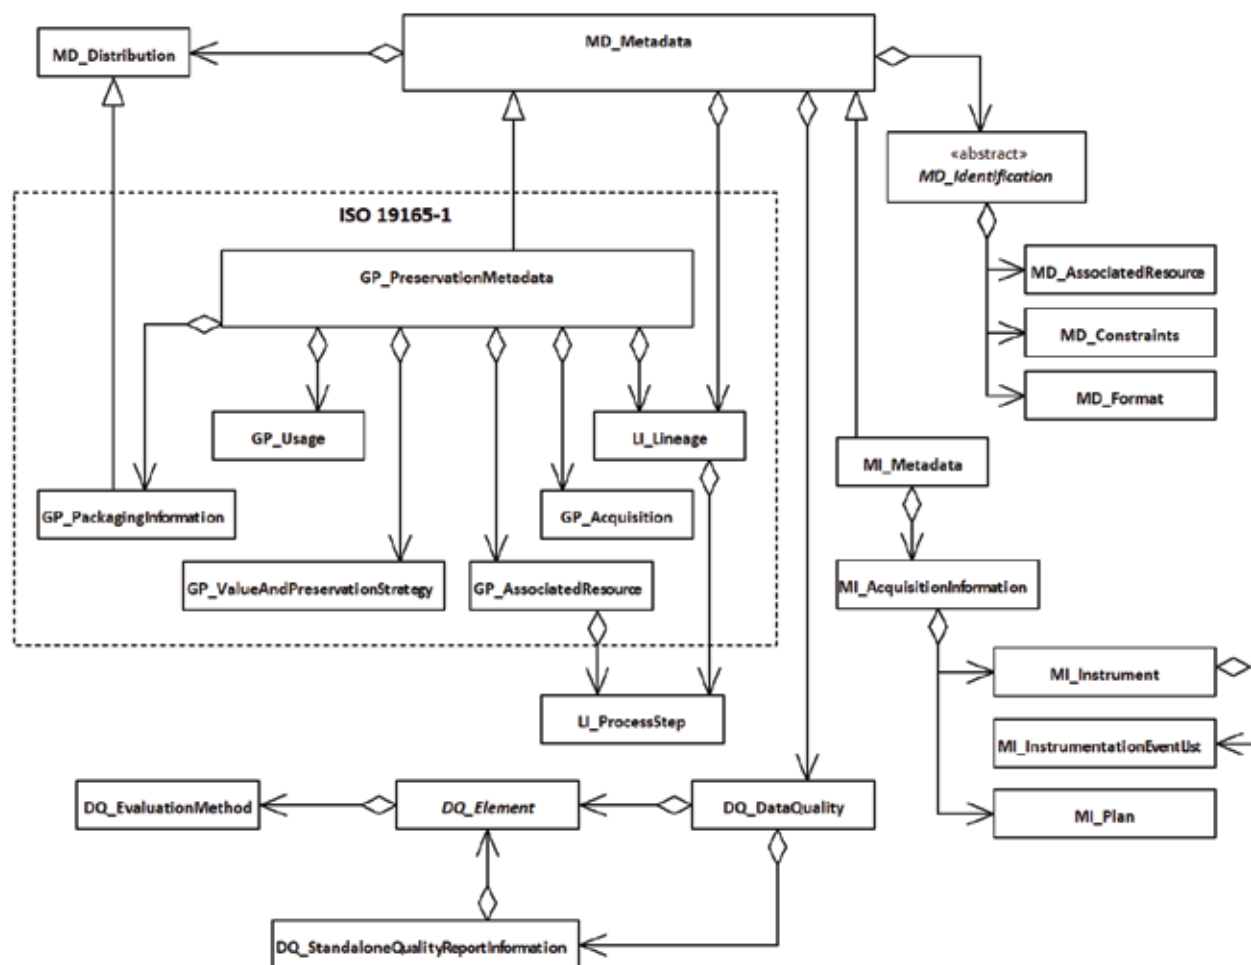 MD_Metadata
MD_Distribution
«abstract»
MD_Identification
ISO 19165-1
GP_PreservationMetadata
MD_AssociatedResource
MD_Constraints
MD_Format
GP_Usage
LI_Lineage
MI_Metadata
GP_PackagingInformation
GP_Acquisition
GP_ValueAndPreservationStrategy
GP_AssociatedResource
MI_AcquisitionInformation
MI_Instrument
LI_ProcessStep
MI_InstrumentationEventList
DQ_EvaluationMethod
DQ_Element
DQ_DataQuality
MI_Plan
DQ_StandaloneQualityReportInformation